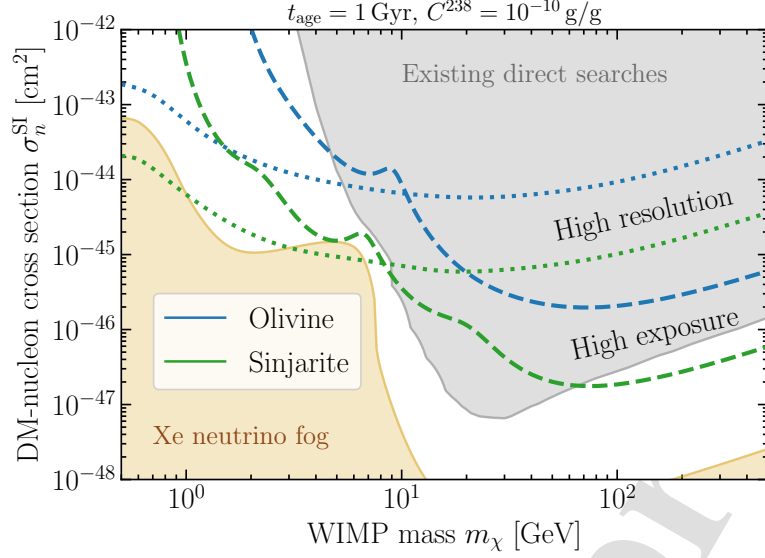 t_age = 1 Gyr, C^238 = 10^-10 g/g
DM-nucleon cross section σ_n^SI [cm²]
10^-42
10^-43
10^-44
10^-45
10^-46
10^-47
10^-48
Existing direct searches
High resolution
High exposure
Olivine
Sinjarite
Xe neutrino fog
10^0
10^1
10^2
WIMP mass m_χ [GeV]